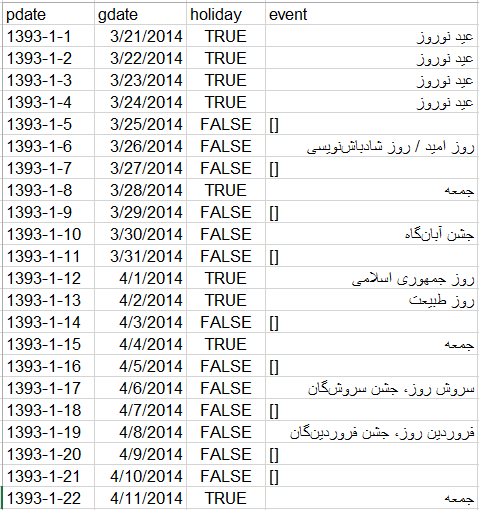 pdate gdate holiday event
1393-1-1 3/21/2014 TRUE عید نوروز
1393-1-2 3/22/2014 TRUE عید نوروز
1393-1-3 3/23/2014 TRUE عید نوروز
1393-1-4 3/24/2014 TRUE عید نوروز
1393-1-5 3/25/2014 FALSE []
1393-1-6 3/26/2014 FALSE روز امید / روز شادباش‌نویسی
1393-1-7 3/27/2014 FALSE []
1393-1-8 3/28/2014 TRUE جمعه
1393-1-9 3/29/2014 FALSE []
1393-1-10 3/30/2014 FALSE جشن آبان‌گاه
1393-1-11 3/31/2014 FALSE []
1393-1-12 4/1/2014 TRUE روز جمهوری اسلامی
1393-1-13 4/2/2014 TRUE روز طبیعت
1393-1-14 4/3/2014 FALSE []
1393-1-15 4/4/2014 TRUE جمعه
1393-1-16 4/5/2014 FALSE []
1393-1-17 4/6/2014 FALSE سروش روز، جشن سروش‌گان
1393-1-18 4/7/2014 FALSE []
1393-1-19 4/8/2014 FALSE فروردین روز، جشن فروردین‌گان
1393-1-20 4/9/2014 FALSE []
1393-1-21 4/10/2014 FALSE []
1393-1-22 4/11/2014 TRUE جمعه